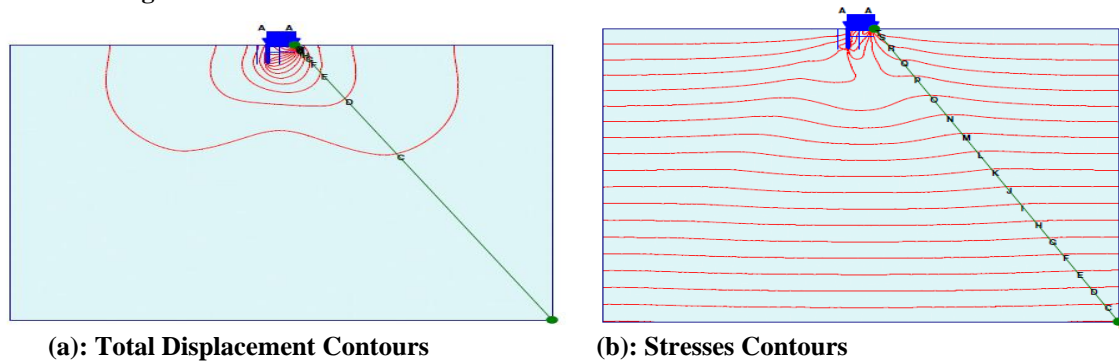 A A
E
D
C
A A
S
R
Q
P
O
N
M
L
K
J
I
H
G
F
E
D
C
(a): Total Displacement Contours (b): Stresses Contours